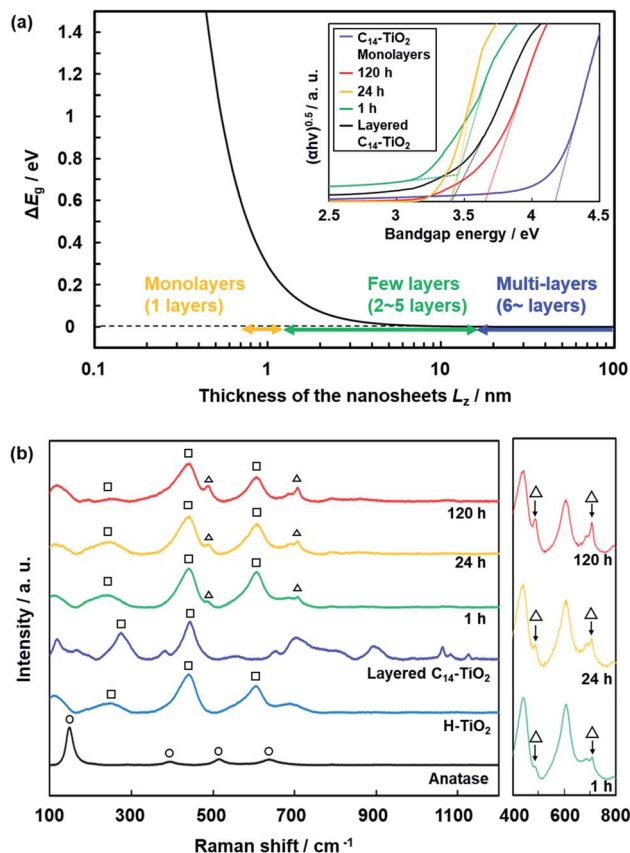 (a)
1.4
1.2
1.0
0.8
0.6
0.4
0.2
0
ΔEg / eV
Monolayers
(1 layers)
Few layers
(2~5 layers)
Multi-layers
(6~ layers)
0.1
1
10
100
Thickness of the nanosheets Lz / nm
C14-TiO2
Monolayers
120 h
24 h
1 h
Layered
C14-TiO2
(αhν)^0.5 / a. u.
2.5
3
3.5
4
4.5
Bandgap energy / eV
(b)
Intensity / a. u.
120 h
24 h
1 h
Layered C14-TiO2
H-TiO2
Anatase
100
300
500
700
900
1100
Raman shift / cm-1
120 h
24 h
1 h
400
600
800